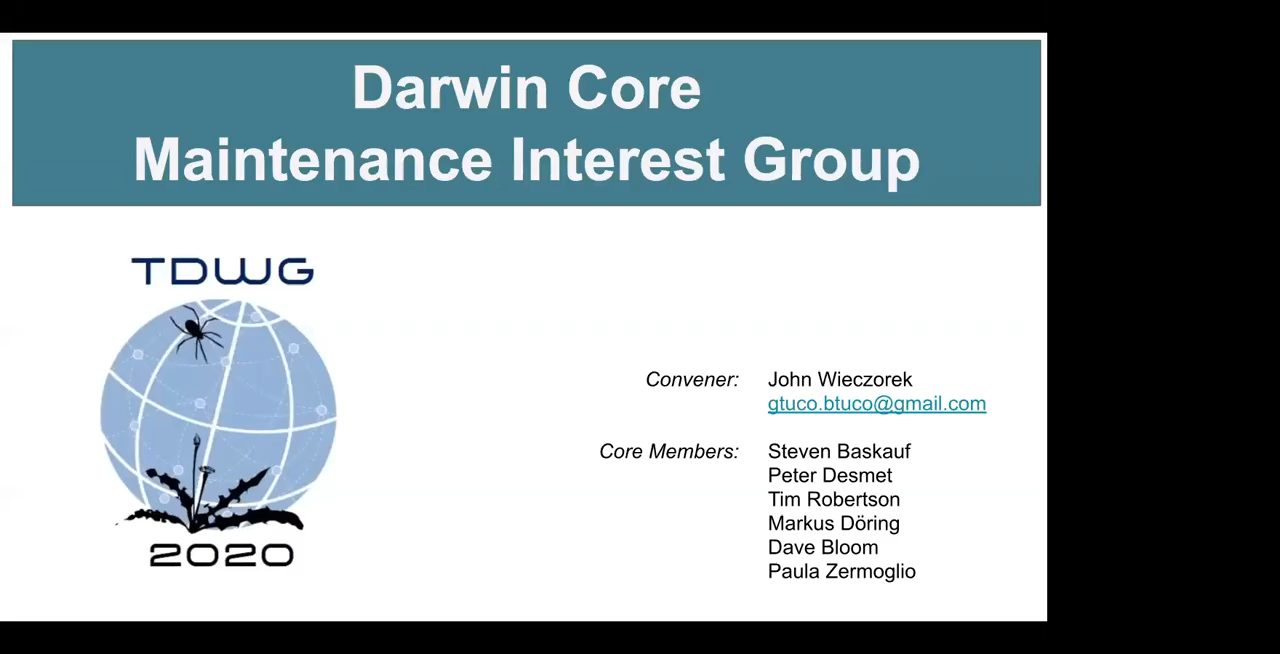 Darwin Core
Maintenance Interest Group
TDWG
2020
Convener: John Wieczorek
gtuco.btuco@gmail.com
Core Members: Steven Baskauf
Peter Desmet
Tim Robertson
Markus Döring
Dave Bloom
Paula Zermoglio